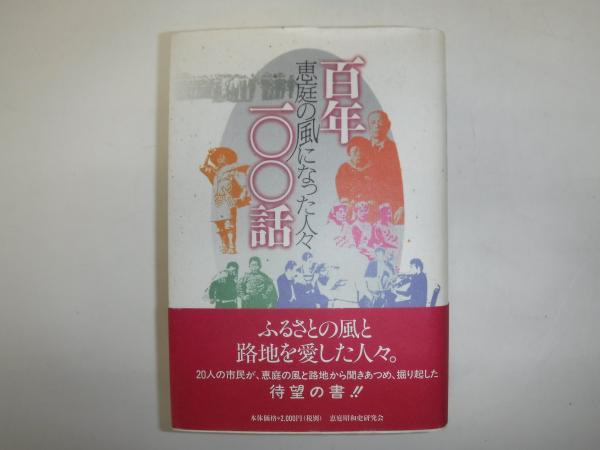 百年
一〇〇話
恵庭の風になった人々
ふるさとの風と
路地を愛した人々。
20人の市民が、恵庭の風と路地から聞きあつめ、掘り起した
待望の書!!
本体価格・2,000円(税別) 恵庭昭和史研究会